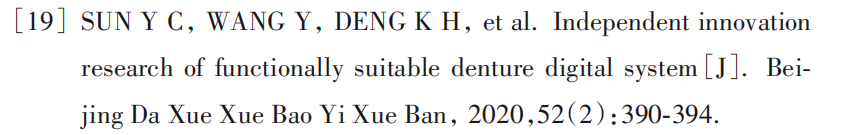 [19] SUN Y C, WANG Y, DENG K H, et al. Independent innovation
research of functionally suitable denture digital system[J]. Bei-
jing Da Xue Xue Bao Yi Xue Ban, 2020,52(2):390-394.